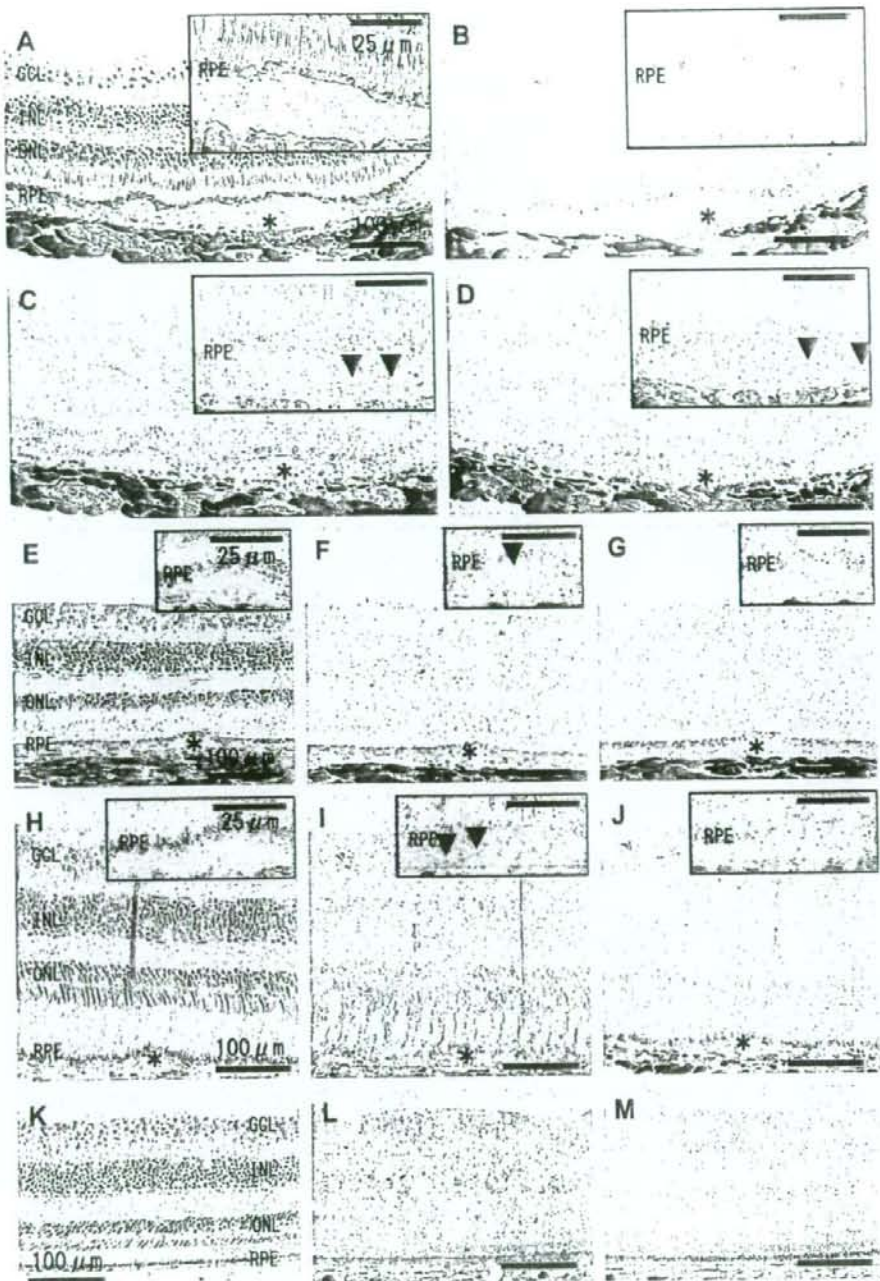 A
25 μm
B
GCL
RPE
RPE
INL
ONL
RPE
*
*
100 μm
C
D
RPE
RPE
*
*
E
25 μm
F
G
RPE
RPE
RPE
GCL
INL
ONL
RPE
*
100 μm
*
*
H
25 μm
I
J
RPE
RPE
RPE
GCL
INL
ONL
RPE
*
100 μm
*
*
K
GCL
L
M
INL
ONL
100 μm
RPE